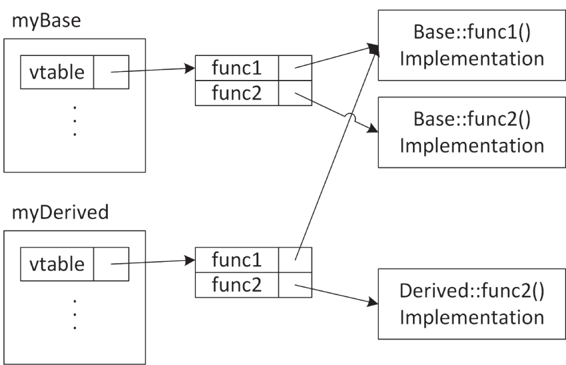 myBase
vtable
func1
func2
Base::func1()
Implementation
Base::func2()
Implementation
myDerived
vtable
func1
func2
Derived::func2()
Implementation